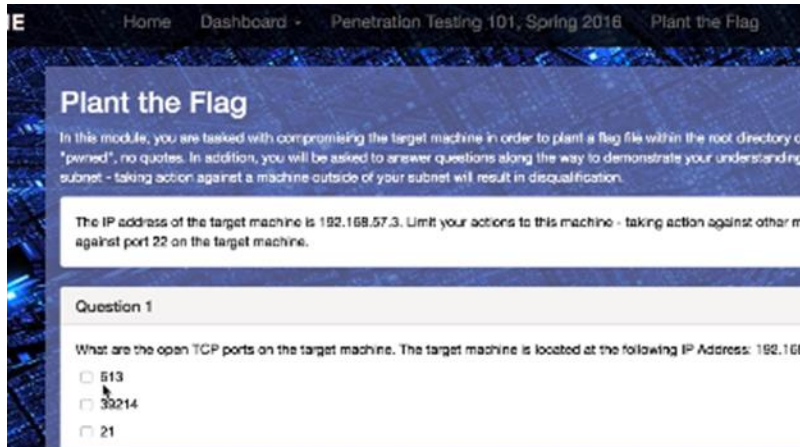 IE
Home Dashboard Penetration Testing 101, Spring 2016 Plant the Flag
Plant the Flag
In this module, you are tasked with compromising the target machine in order to plant a flag file within the root directory
"pwned", no quotes. In addition, you will be asked to answer questions along the way to demonstrate your understanding
subnet - taking action against a machine outside of your subnet will result in disqualification.
The IP address of the target machine is 192.168.57.3. Limit your actions to this machine - taking action against other m
against port 22 on the target machine.
Question 1
What are the open TCP ports on the target machine. The target machine is located at the following IP Address: 192.16
513
39214
21